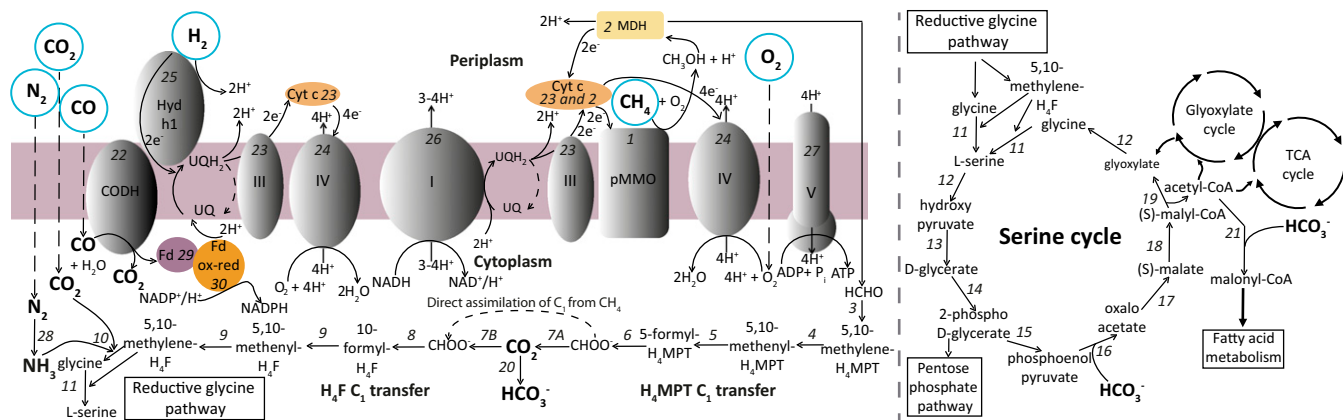 CO₂
N₂
CO
H₂
25
Hyd
h1
2e⁻
2H⁺
22
CODH
UQH₂
UQ
2H⁺
2H⁺
2e⁻
23
III
Cyt c 23
4e⁻
4H⁺
24
IV
3-4H⁺
26
I
Periplasm
2H⁺
2 MDH
2e⁻
Cyt c
23 and 2
CH₃OH + H⁺
CH₄ + O₂
4e⁻
O₂
2H⁺
2e⁻
2e⁻
UQH₂
UQ
2H⁺
23
III
1
pMMO
4H⁺
24
IV
4H⁺
27
V
CO
+ H₂O
CO₂
Fd 29
Fd
ox-red
30
NADP⁺/H⁺
NADPH
O₂ + 4H⁺
4H⁺
2H₂O
NADH
3-4H⁺
NAD⁺/H⁺
Cytoplasm
2H₂O
4H⁺
4H⁺
O₂
4H⁺
ADP+ Pᵢ
ATP
HCHO
3
CO₂
N₂
28
NH₃
10
glycine
11
L-serine
5,10-
methylene-
H₄F
9
5,10-
methenyl-
H₄F
9
10-
formyl-
H₄F
8
CHOO⁻
7B
CO₂
7A
CHOO⁻
6
5-formyl-
H₄MPT
5
5,10-
methenyl-
H₄MPT
4
5,10-
methylene-
H₄MPT
Direct assimilation of C₁ from CH₄
20
HCO₃⁻
Reductive glycine
pathway
H₄F C₁ transfer
H₄MPT C₁ transfer
Reductive glycine
pathway
5,10-
methylene-
H₄F
glycine
11
11
glycine
L-serine
12
hydroxy
pyruvate
13
D-glycerate
14
2-phospho
D-glycerate
15
Pentose
phosphate
pathway
phosphoenol
pyruvate
16
HCO₃⁻
oxalo
acetate
17
(S)-malate
18
(S)-malyl-CoA
19
acetyl-CoA
glyoxylate
12
Serine cycle
Glyoxylate
cycle
TCA
cycle
HCO₃⁻
21
malonyl-CoA
Fatty acid
metabolism